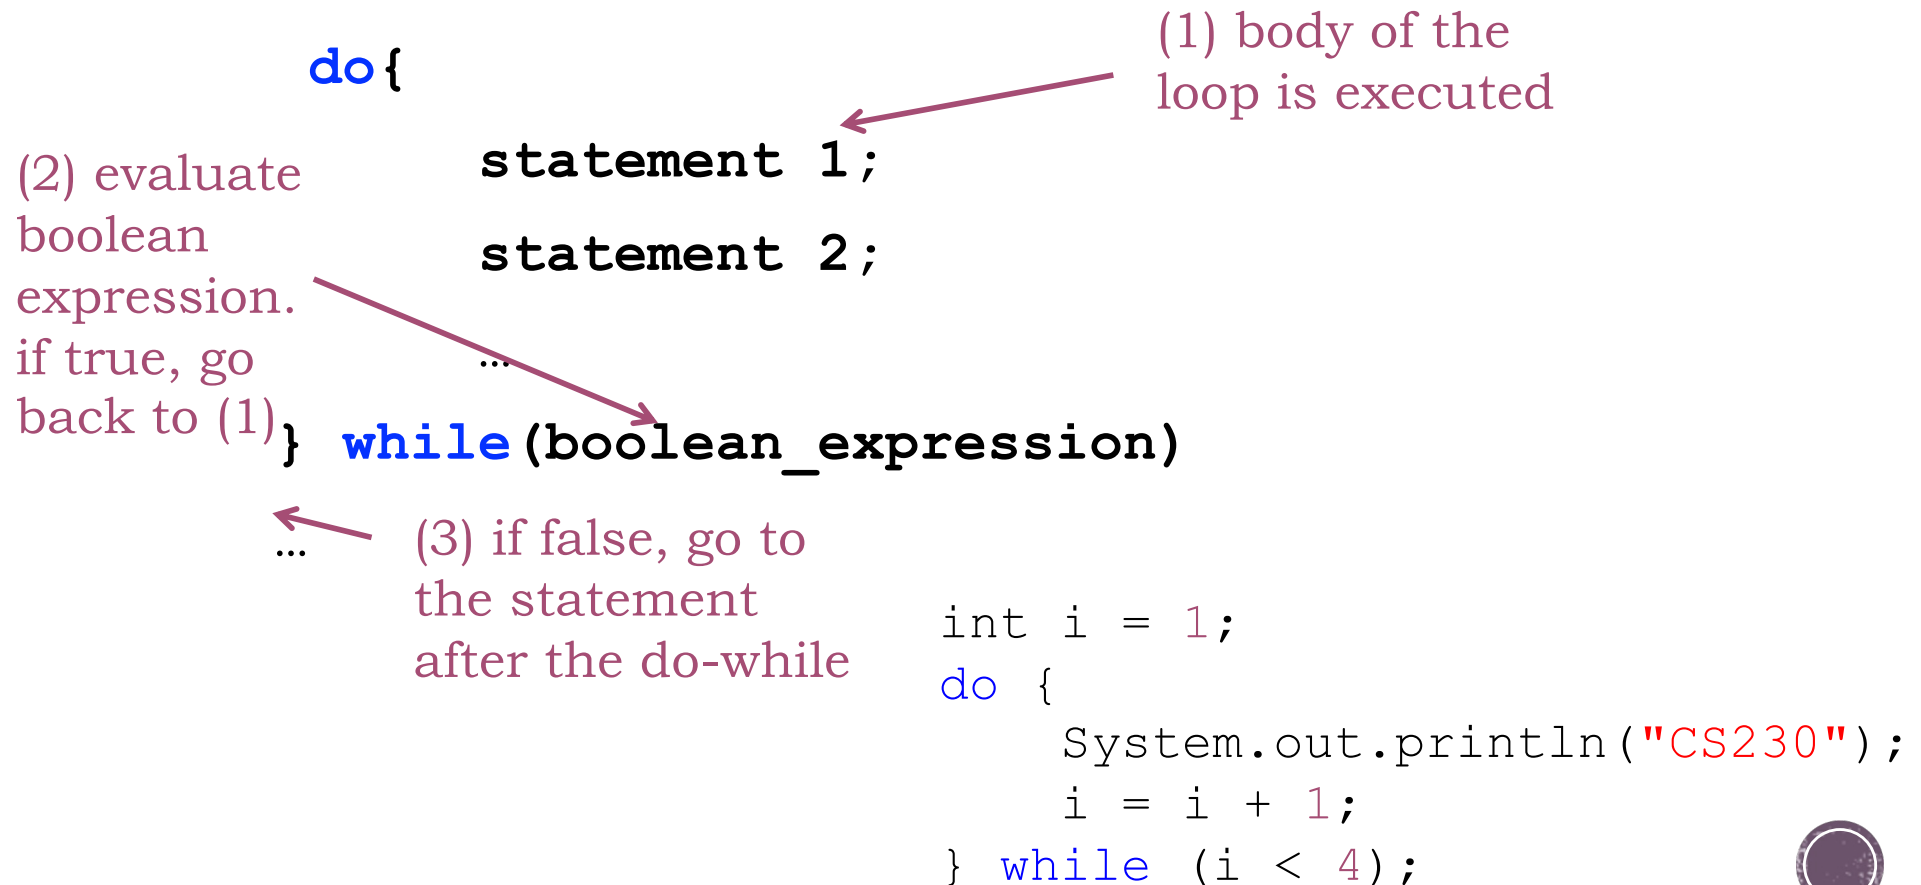 do{
(1) body of the
loop is executed
statement 1;
(2) evaluate
boolean
expression.
if true, go
back to (1)
statement 2;
…
} while(boolean_expression)
…
(3) if false, go to
the statement
after the do-while
int i = 1;
do {
System.out.println("CS230");
i = i + 1;
} while (i < 4);